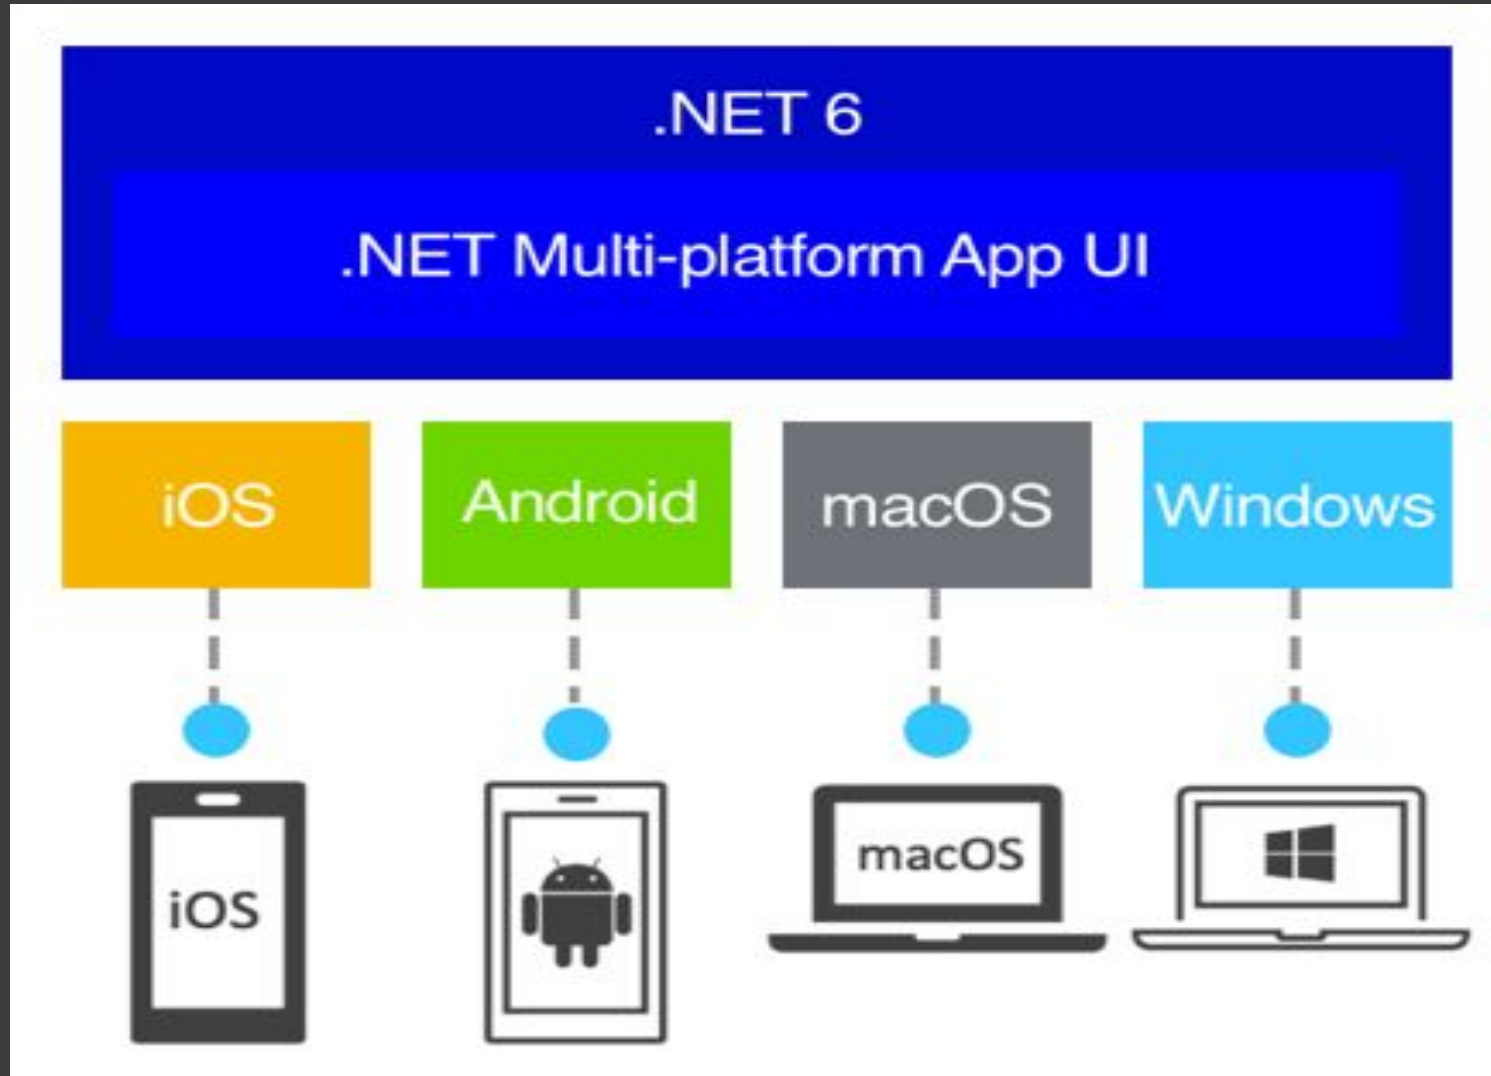 .NET 6
.NET Multi-platform App UI
iOS
Android
macOS
Windows
iOS
macOS